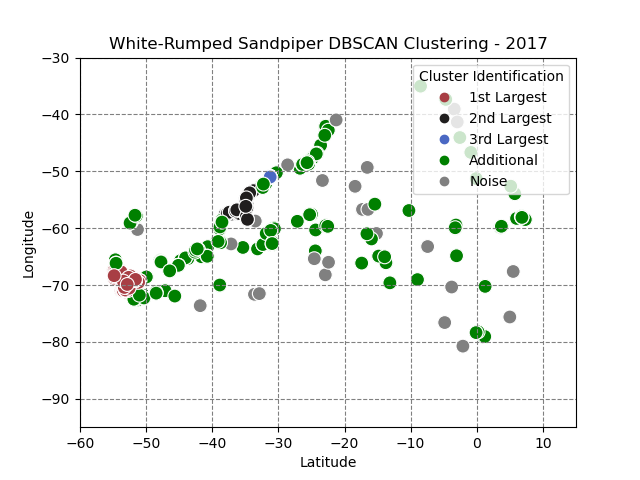 White-Rumped Sandpiper DBSCAN Clustering - 2017
Cluster Identification
1st Largest
2nd Largest
3rd Largest
Additional
Noise
Longitude
−30
−40
−50
−60
−70
−80
−90
−60 −50 −40 −30 −20 −10 0 10
Latitude